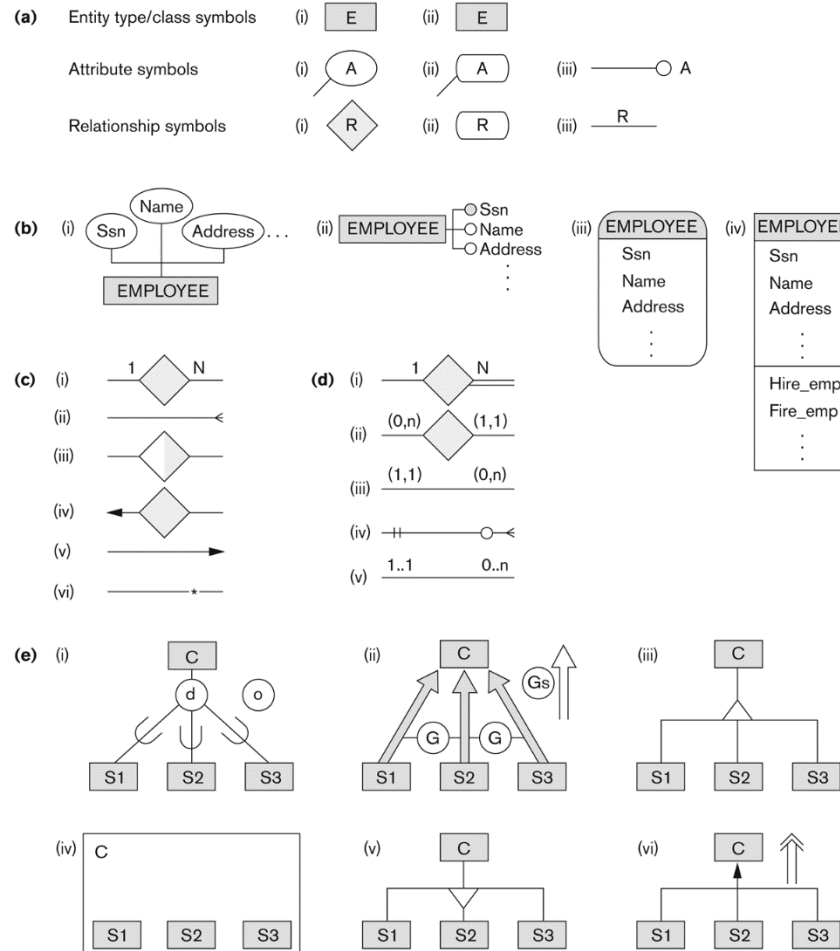 (a) Entity type/class symbols (i) E (ii) E
Attribute symbols (i) A (ii) A (iii) A
Relationship symbols (i) R (ii) R (iii) R
(b) (i) Ssn Name Address . . .
EMPLOYEE
(ii) EMPLOYEE Ssn
Name
Address
(iii) EMPLOYEE
Ssn
Name
Address
(iv) EMPLOYEE
Ssn
Name
Address
Hire_emp
Fire_emp
(c) (i) 1 N
(ii)
(iii)
(iv)
(v)
(vi) *
(d) (i) 1 N
(ii) (0,n) (1,1)
(iii) (1,1) (0,n)
(iv)
(v) 1..1 0..n
(e) (i) C
d o
S1 S2 S3
(ii) C
Gs
G G
S1 S2 S3
(iii) C
S1 S2 S3
(iv) C
S1 S2 S3
(v) C
S1 S2 S3
(vi) C
S1 S2 S3